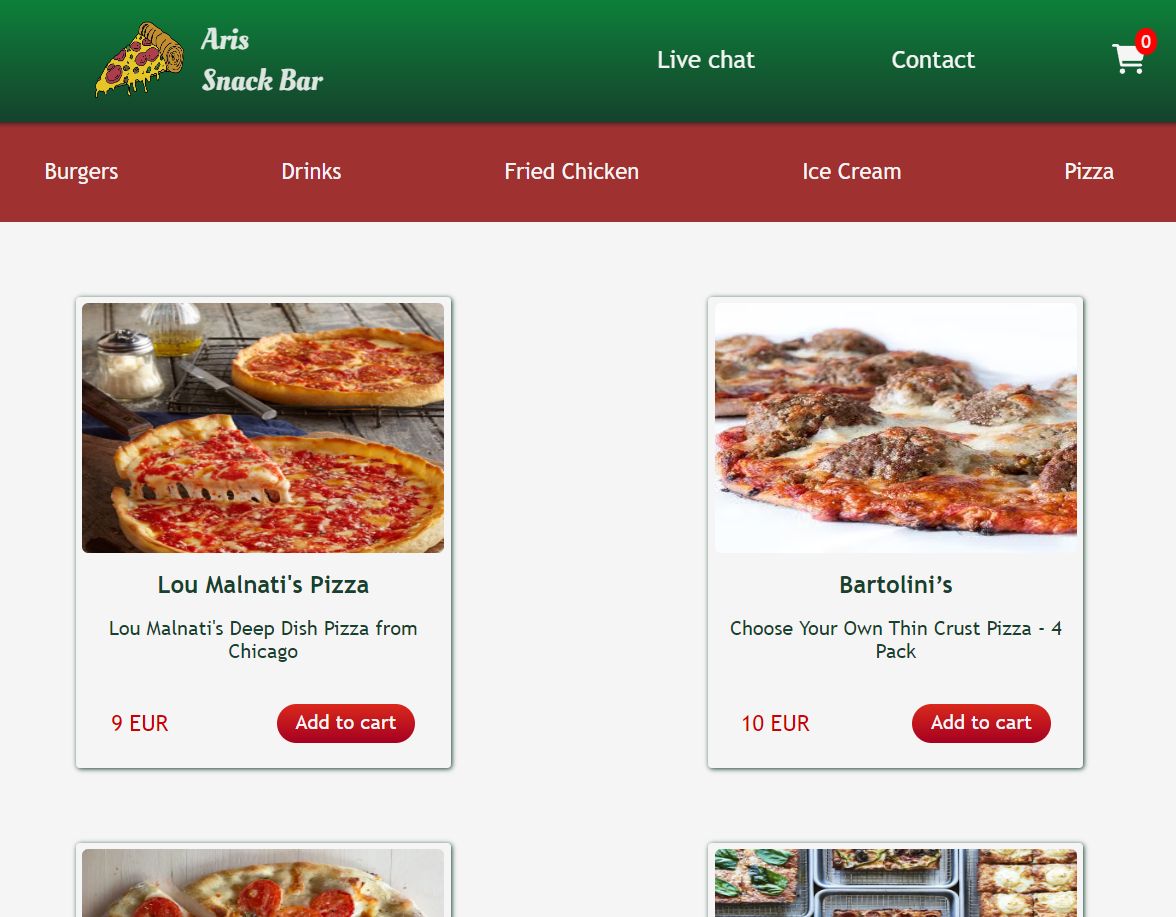 Aris
Snack Bar
Live chat
Contact
0
Burgers
Drinks
Fried Chicken
Ice Cream
Pizza
Lou Malnati's Pizza
Lou Malnati's Deep Dish Pizza from
Chicago
9 EUR
Add to cart
Bartolini’s
Choose Your Own Thin Crust Pizza - 4
Pack
10 EUR
Add to cart